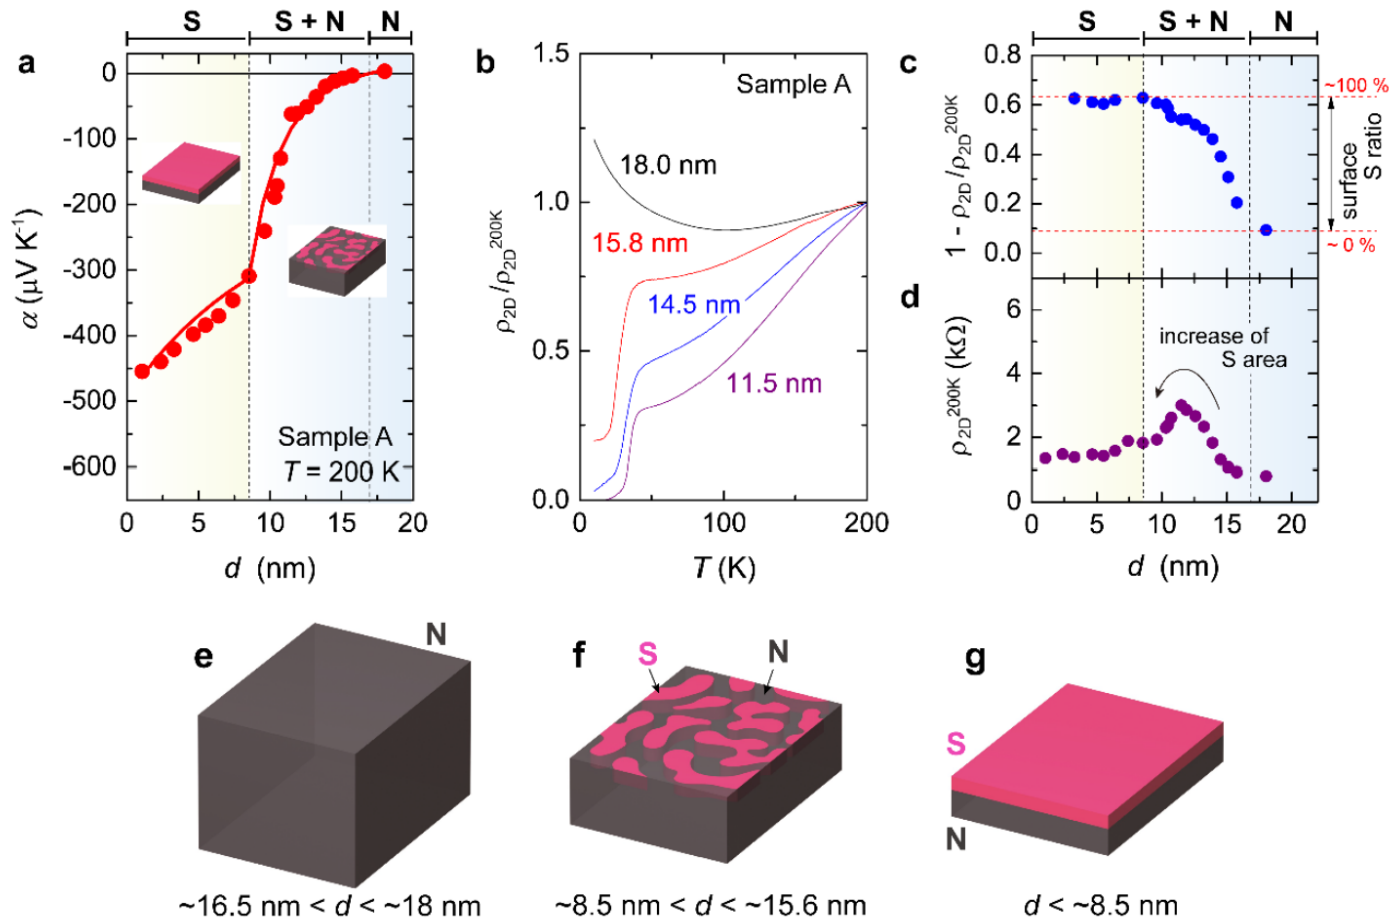 S
S + N
N
a
0
-100
-200
-300
-400
-500
-600
α (μV K⁻¹)
Sample A
T = 200 K
0
5
10
15
20
d (nm)
b
1.5
1.0
0.5
0.0
ρ2D/ρ2D²⁰⁰ᴷ
Sample A
18.0 nm
15.8 nm
14.5 nm
11.5 nm
0
100
200
T (K)
S
S + N
N
c
0.8
0.6
0.4
0.2
0.0
1 - ρ2D/ρ2D²⁰⁰ᴷ
~100 %
~ 0 %
surface
S ratio
d
6
4
2
0
ρ2D²⁰⁰ᴷ (kΩ)
increase of
S area
0
5
10
15
20
d (nm)
e
N
~16.5 nm < d < ~18 nm
f
S
N
~8.5 nm < d < ~15.6 nm
g
S
N
d < ~8.5 nm